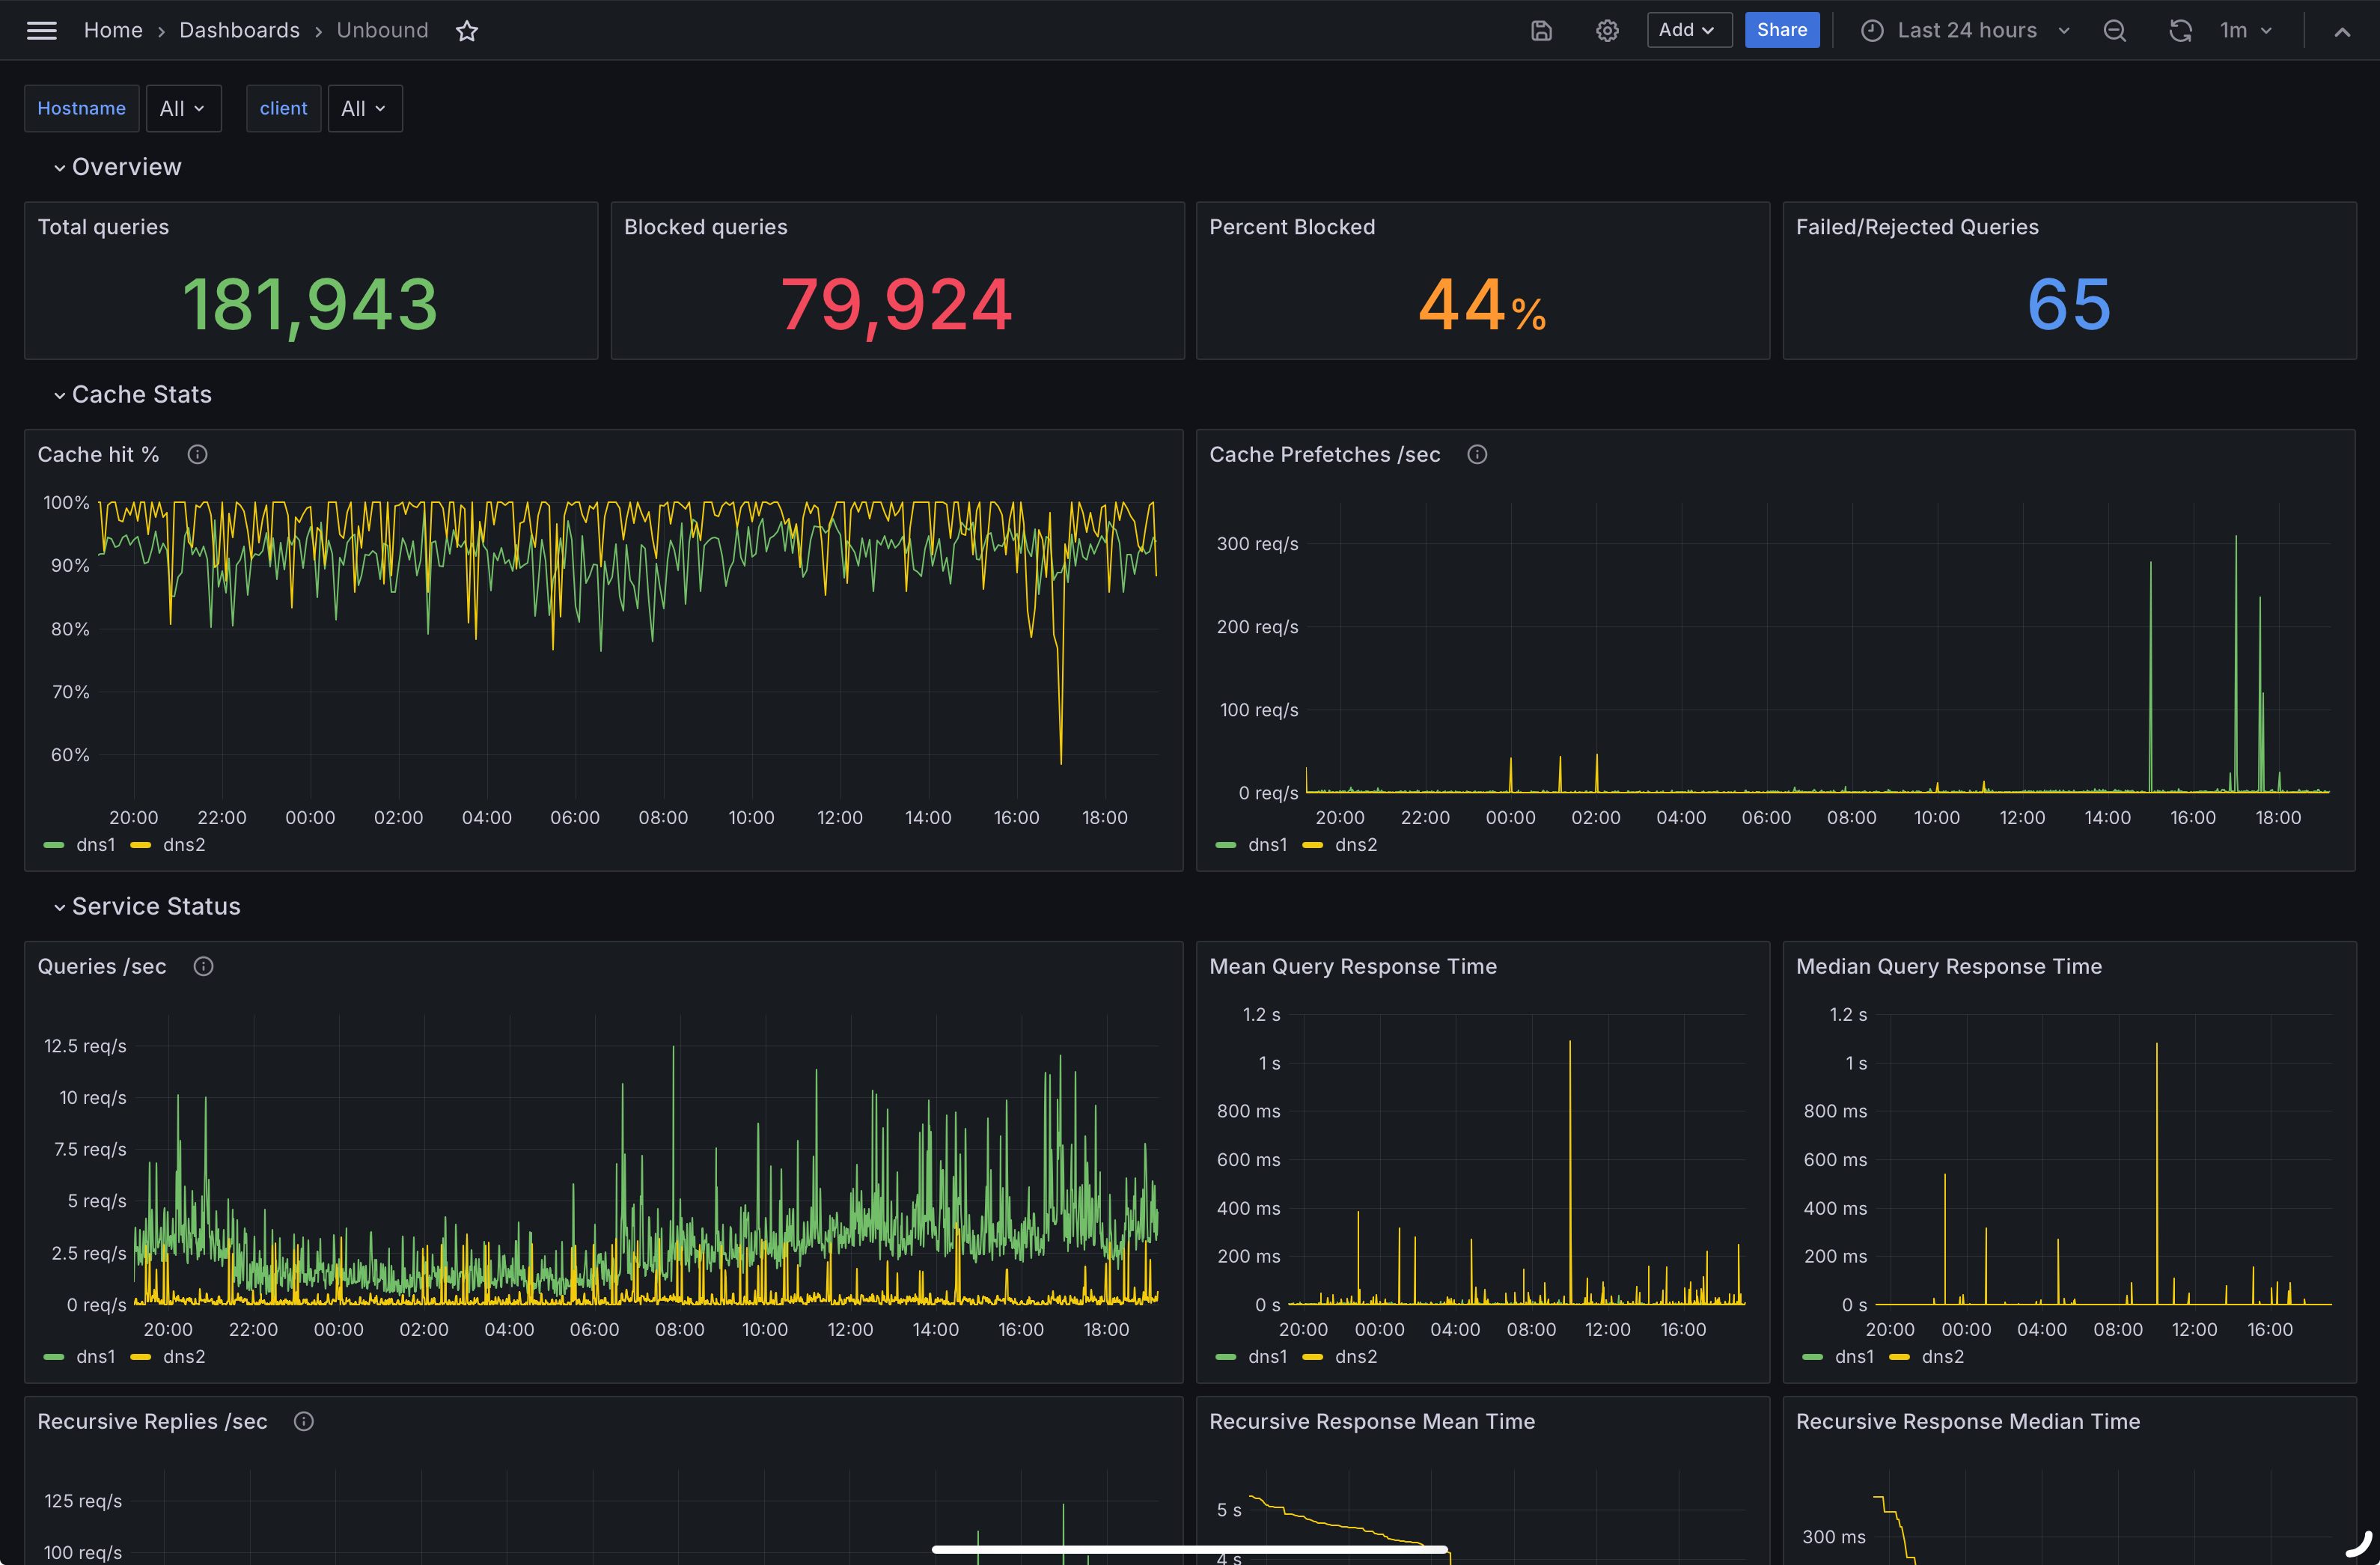 Home › Dashboards › Unbound
Add
Share
Last 24 hours
1m
Hostname
All
client
All
Overview
Total queries
181,943
Blocked queries
79,924
Percent Blocked
44%
Failed/Rejected Queries
65
Cache Stats
Cache hit %
100%
90%
80%
70%
60%
20:00 22:00 00:00 02:00 04:00 06:00 08:00 10:00 12:00 14:00 16:00 18:00
dns1 dns2
Cache Prefetches /sec
300 req/s
200 req/s
100 req/s
0 req/s
20:00 22:00 00:00 02:00 04:00 06:00 08:00 10:00 12:00 14:00 16:00 18:00
dns1 dns2
Service Status
Queries /sec
12.5 req/s
10 req/s
7.5 req/s
5 req/s
2.5 req/s
0 req/s
20:00 22:00 00:00 02:00 04:00 06:00 08:00 10:00 12:00 14:00 16:00 18:00
dns1 dns2
Mean Query Response Time
1.2 s
1 s
800 ms
600 ms
400 ms
200 ms
0 s
20:00 00:00 04:00 08:00 12:00 16:00
dns1 dns2
Median Query Response Time
1.2 s
1 s
800 ms
600 ms
400 ms
200 ms
0 s
20:00 00:00 04:00 08:00 12:00 16:00
dns1 dns2
Recursive Replies /sec
125 req/s
100 req/s
Recursive Response Mean Time
5 s
4 s
Recursive Response Median Time
300 ms